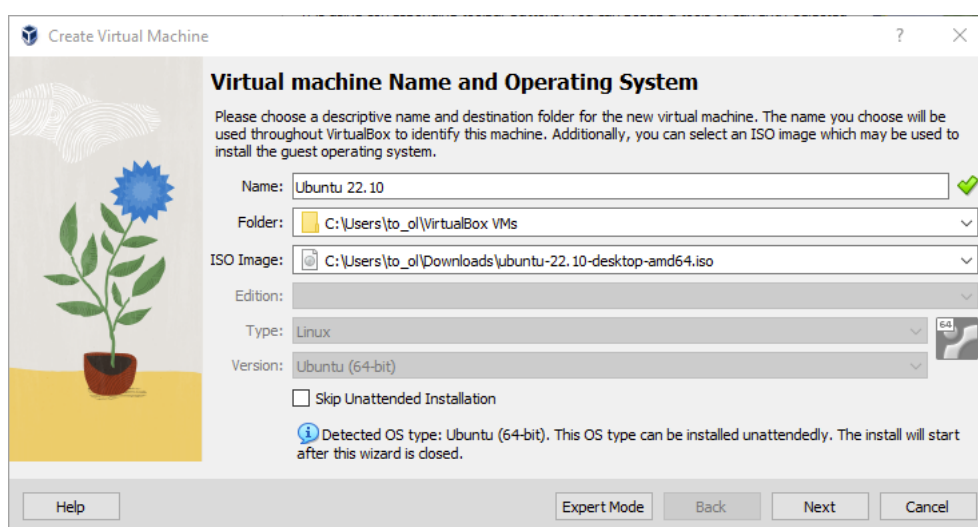 Create Virtual Machine
?
Virtual machine Name and Operating System
Please choose a descriptive name and destination folder for the new virtual machine. The name you choose will be
used throughout VirtualBox to identify this machine. Additionally, you can select an ISO image which may be used to
install the guest operating system.
Name: Ubuntu 22.10
Folder: C:\Users\to_ol\VirtualBox VMs
ISO Image: C:\Users\to_ol\Downloads\ubuntu-22.10-desktop-amd64.iso
Edition:
Type: Linux
64
Version: Ubuntu (64-bit)
Skip Unattended Installation
Detected OS type: Ubuntu (64-bit). This OS type can be installed unattendedly. The install will start
after this wizard is closed.
Help Expert Mode Back Next Cancel